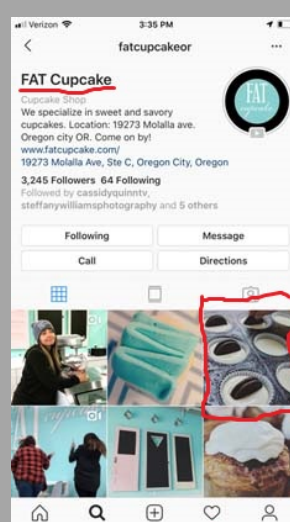 Verizon 3:35 PM
fatcupcakeor
FAT Cupcake
FAT
cupcake
Cupcake Shop
We specialize in sweet and savory
cupcakes. Location: 19273 Molalla ave.
Oregon city OR. Come on by!
www.fatcupcake.com/
19273 Molalla Ave, Ste C, Oregon City, Oregon
3,245 Followers 64 Following
Followed by cassidyquinntv,
steffanywilliamsphotography and 5 others
Following Message
Call Directions